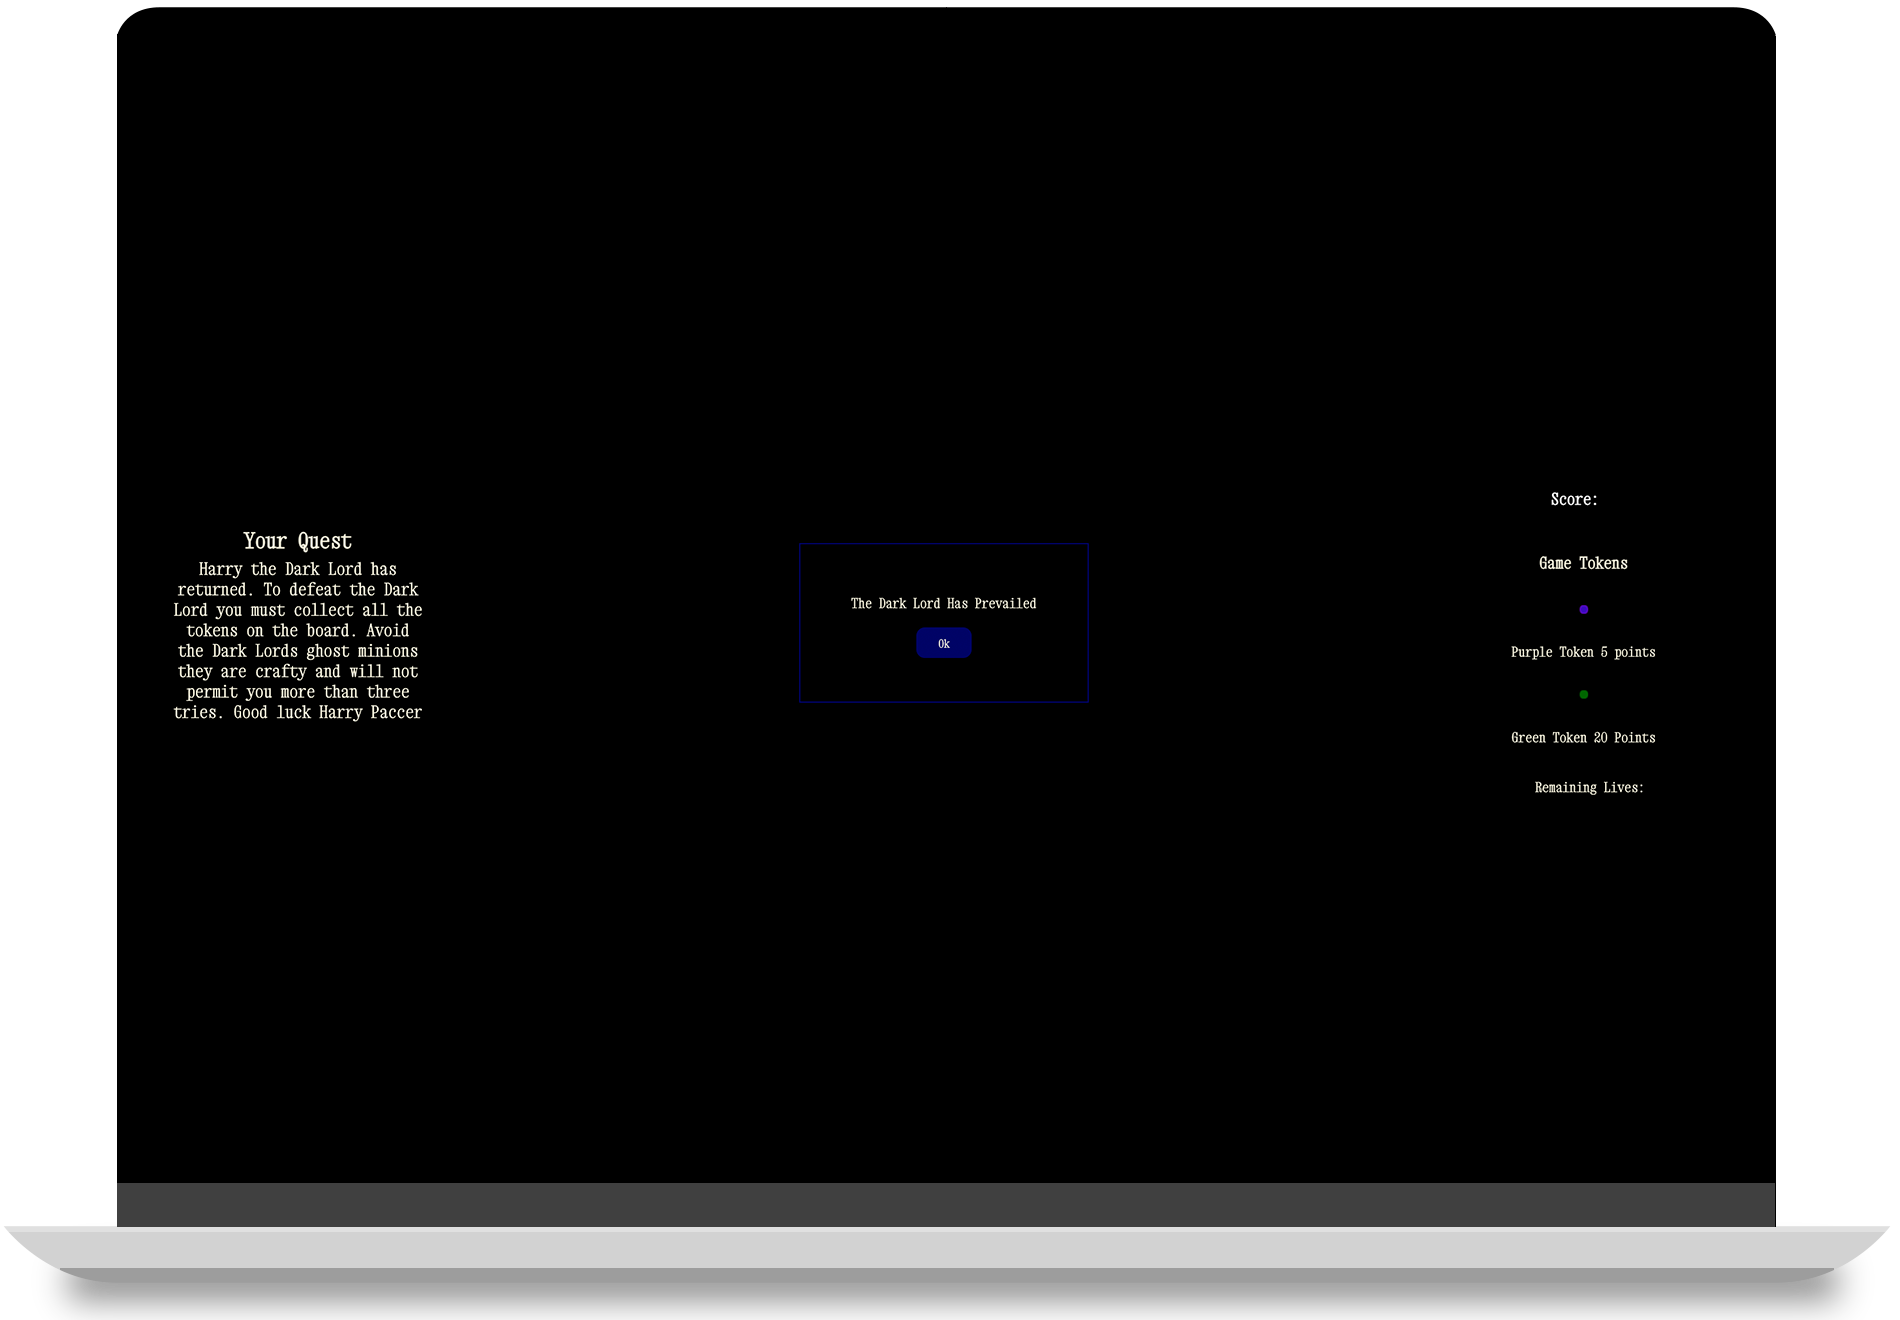 Your Quest
Harry the Dark Lord has
returned. To defeat the Dark
Lord you must collect all the
tokens on the board. Avoid
the Dark Lords ghost minions
they are crafty and will not
permit you more than three
tries. Good luck Harry Paccer
The Dark Lord Has Prevailed
Ok
Score:
Game Tokens
Purple Token 5 points
Green Token 20 Points
Remaining Lives: